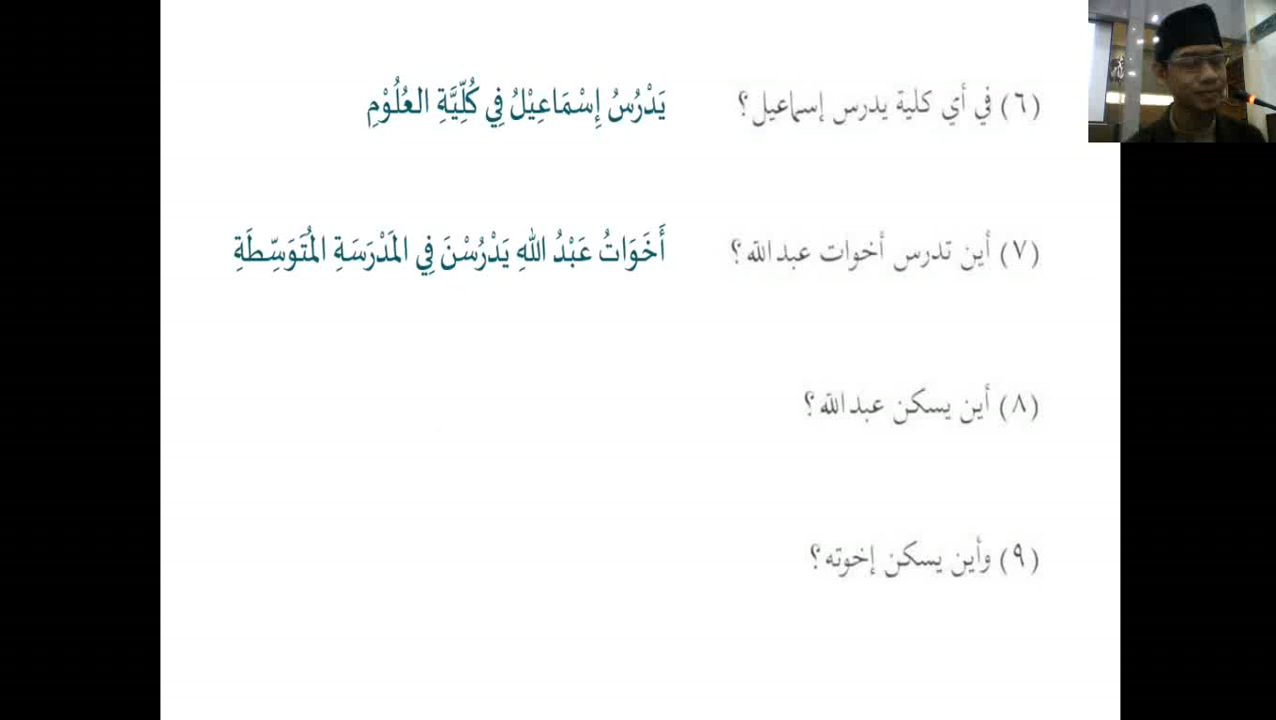 (٦) في أي كلية يدرس إسماعيل؟ يَدْرُسُ إِسْمَاعِيْلُ فِي كُلِّيَّةِ العُلُوْمِ
(٧) أين تدرس أخوات عبد الله؟ أَخَوَاتُ عَبْدُ اللهِ يَدْرُسْنَ فِي المَدْرَسَةِ المُتَوَسِّطَةِ
(٨) أين يسكن عبد الله؟
(٩) وأين يسكن إخوته؟